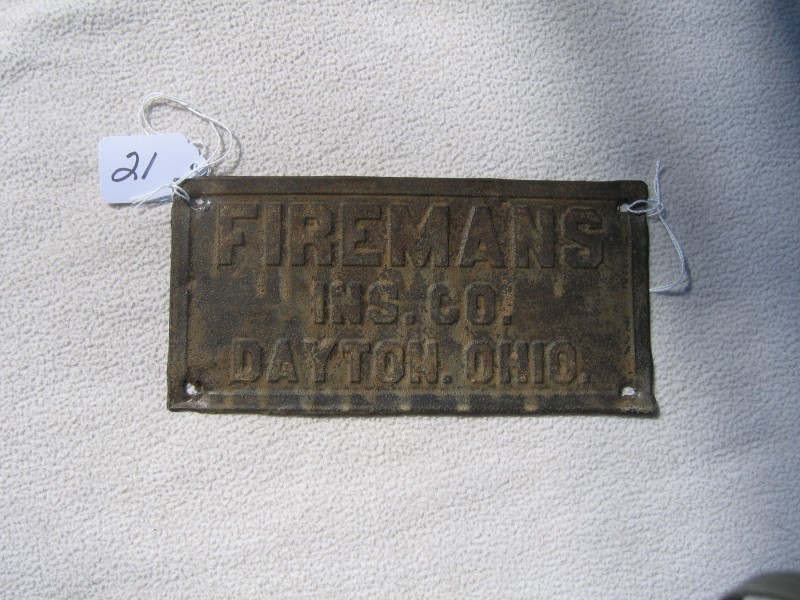 21
FIREMANS
INS. CO.
DAYTON. OHIO.